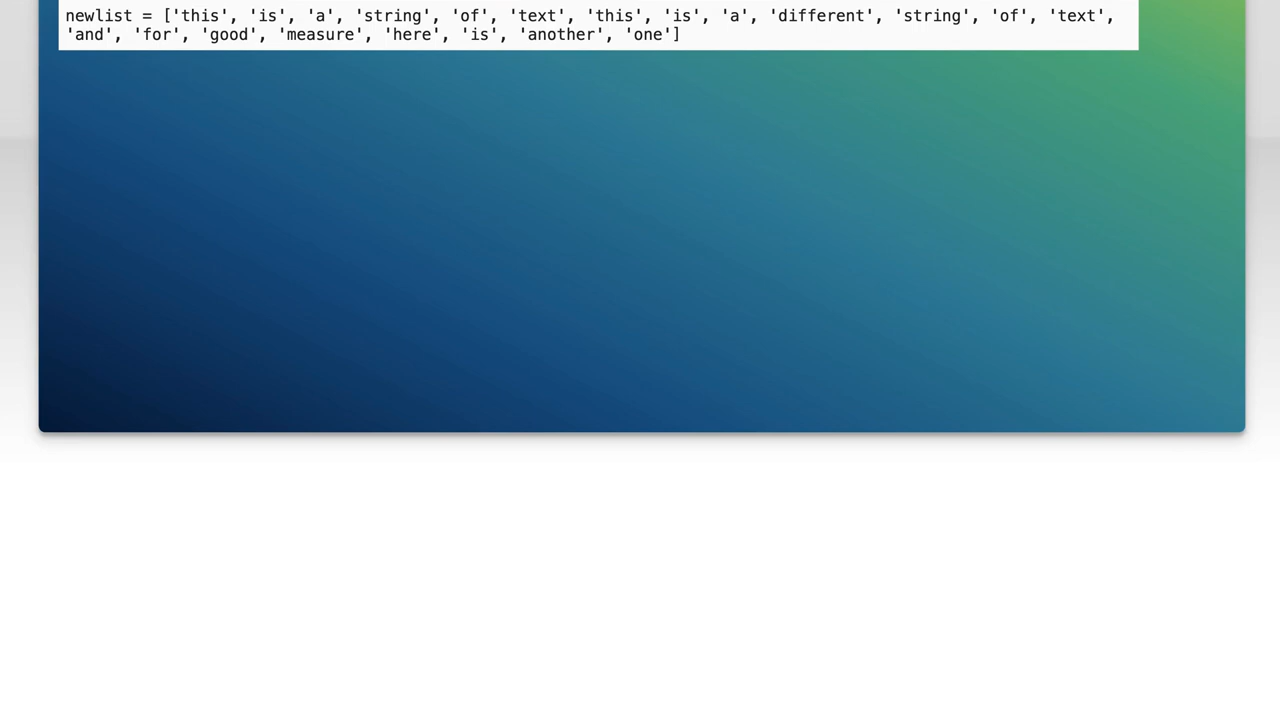 newlist = ['this', 'is', 'a', 'string', 'of', 'text', 'this', 'is', 'a', 'different', 'string', 'of', 'text',
'and', 'for', 'good', 'measure', 'here', 'is', 'another', 'one']